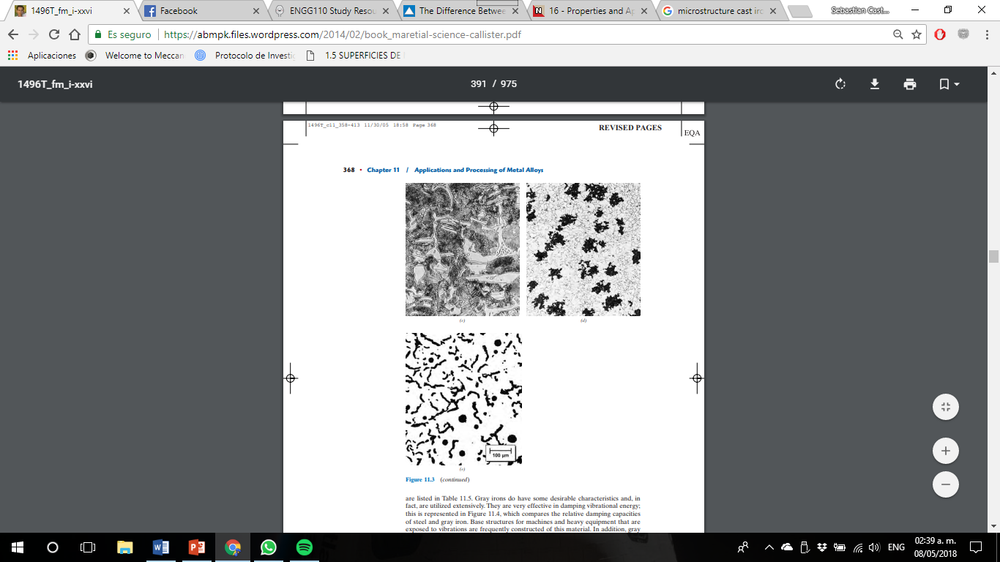 1496T_fm_i-xxvi
Facebook
ENGG110 Study Resou
The Difference Betwee
16 - Properties and Ap
microstructure cast iro
Sebastian Cast...
Es seguro
https://abmpk.files.wordpress.com/2014/02/book_maretial-science-callister.pdf
Aplicaciones
Welcome to Meccan
Protocolo de Investig
1.5 SUPERFICIES DE
1496T_fm_i-xxvi
391 / 975
1496T_c11_358-413 11/30/05 18:58 Page 368
REVISED PAGES
EQA
368 • Chapter 11 / Applications and Processing of Metal Alloys
(c)
(d)
100 µm
(e)
Figure 11.3 (continued)
are listed in Table 11.5. Gray irons do have some desirable characteristics and, in
fact, are utilized extensively. They are very effective in damping vibrational energy;
this is represented in Figure 11.4, which compares the relative damping capacities
of steel and gray iron. Base structures for machines and heavy equipment that are
exposed to vibrations are frequently constructed of this material. In addition, gray
ENG
02:39 a. m.
08/05/2018